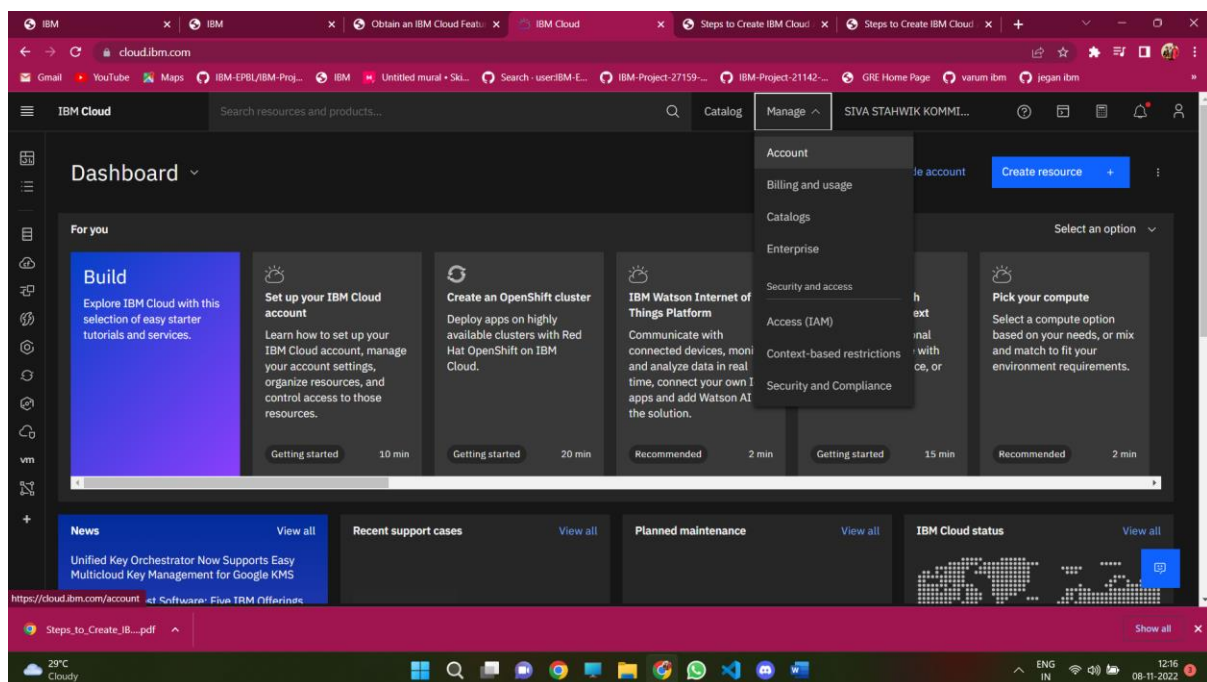 IBM
IBM
Obtain an IBM Cloud Featu
IBM Cloud
Steps to Create IBM Cloud
Steps to Create IBM Cloud
cloud.ibm.com
Gmail YouTube Maps IBM-EPBL/IBM-Proj... IBM Untitled mural • Ski... Search · user:IBM-E... IBM-Project-27159-... IBM-Project-21142-... GRE Home Page varum ibm jegan ibm
IBM Cloud
Search resources and products...
Catalog
Manage
SIVA STAHWIK KOMMI...
Dashboard
Account
Billing and usage
Catalogs
Enterprise
Security and access
Access (IAM)
Context-based restrictions
Security and Compliance
account
Create resource +
For you
Select an option
Build
Explore IBM Cloud with this
selection of easy starter
tutorials and services.
Set up your IBM Cloud
account
Learn how to set up your
IBM Cloud account, manage
your account settings,
organize resources, and
control access to those
resources.
Getting started 10 min
Create an OpenShift cluster
Deploy apps on highly
available clusters with Red
Hat OpenShift on IBM
Cloud.
Getting started 20 min
IBM Watson Internet of
Things Platform
Communicate with
connected devices, moni
and analyze data in real
time, connect your own
apps and add Watson AI
the solution.
Recommended 2 min
with
ce, or
Getting started 15 min
Pick your compute
Select a compute option
based on your needs, or mix
and match to fit your
environment requirements.
Recommended 2 min
vm
News View all
Unified Key Orchestrator Now Supports Easy
Multicloud Key Management for Google KMS
st Software: Five IBM Offerings
Recent support cases View all
Planned maintenance View all
IBM Cloud status View all
https://cloud.ibm.com/account
Steps_to_Create_IB....pdf
Show all
29°C
Cloudy
ENG
IN
12:16
08-11-2022